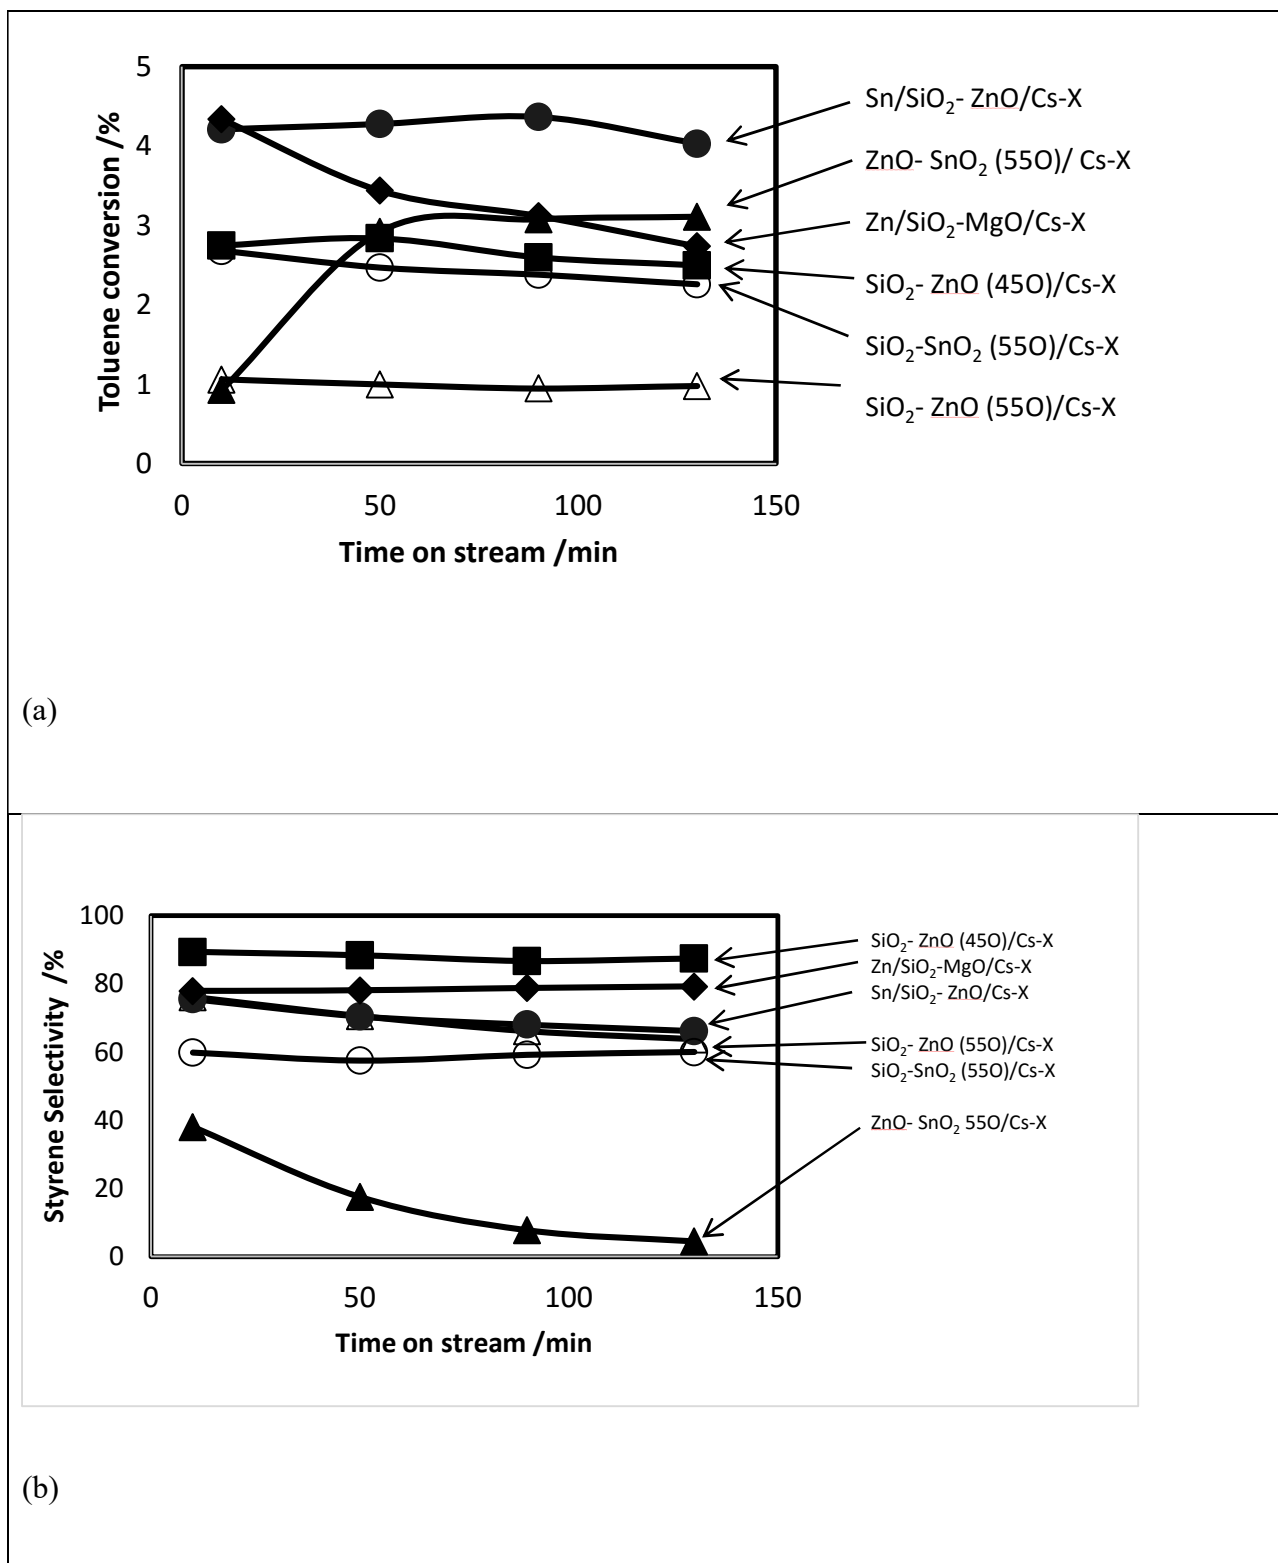 5
4
3
2
1
0
0 50 100 150
Toluene conversion /%
Time on stream /min
Sn/SiO₂- ZnO/Cs-X
ZnO- SnO₂ (55O)/ Cs-X
Zn/SiO₂-MgO/Cs-X
SiO₂- ZnO (45O)/Cs-X
SiO₂-SnO₂ (55O)/Cs-X
SiO₂- ZnO (55O)/Cs-X
(a)
100
80
60
40
20
0
0 50 100 150
Styrene Selectivity /%
Time on stream /min
SiO₂- ZnO (45O)/Cs-X
Zn/SiO₂-MgO/Cs-X
Sn/SiO₂- ZnO/Cs-X
SiO₂- ZnO (55O)/Cs-X
SiO₂-SnO₂ (55O)/Cs-X
ZnO- SnO₂ 55O/Cs-X
(b)